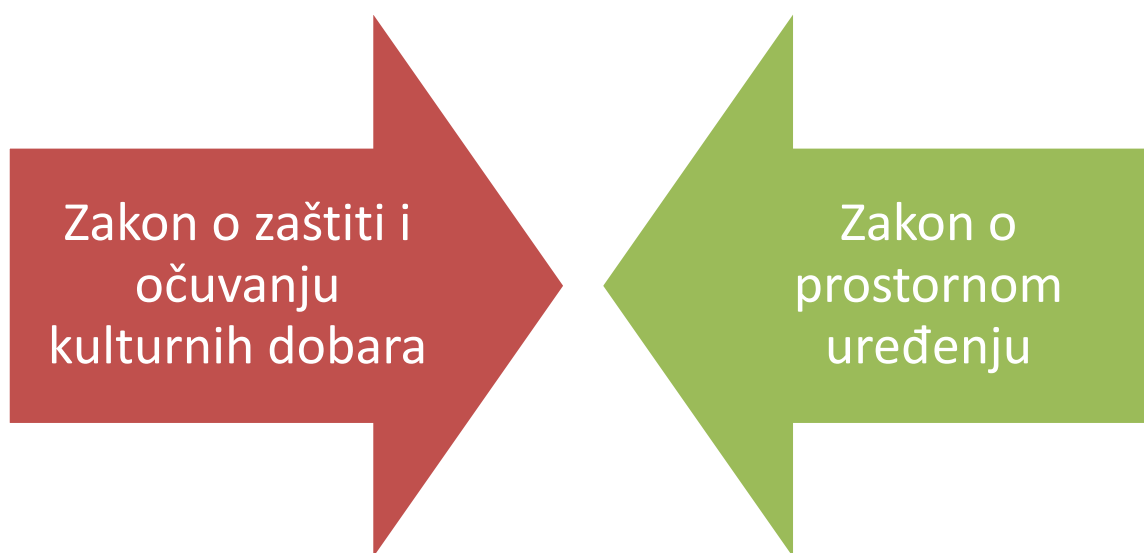 Zakon o zaštiti i
očuvanju
kulturnih dobara
Zakon o
prostornom
uređenju